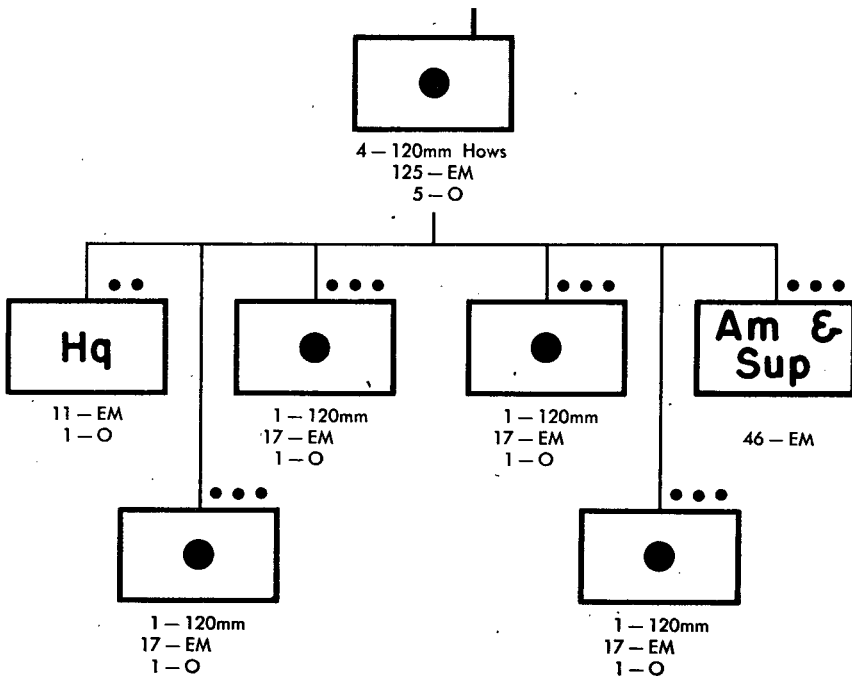 4 — 120mm Hows
125 — EM
5 — O
Hq
11 — EM
1 — O
1 — 120mm
17 — EM
1 — O
1 — 120mm
17 — EM
1 — O
Am &
Sup
46 — EM
1 — 120mm
17 — EM
1 — O
1 — 120mm
17 — EM
1 — O